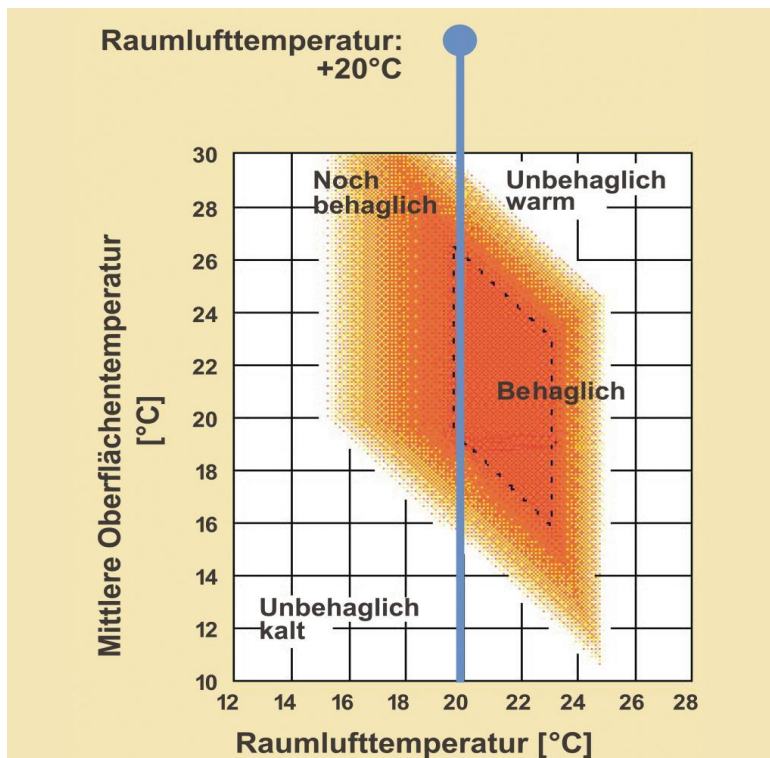 Raumlufttemperatur:
+20°C
30
28
26
24
22
20
18
16
14
12
10
Noch
behaglich
Unbehaglich
warm
Behaglich
Unbehaglich
kalt
Mittlere Oberflächentemperatur
[°C]
12
16
18
20
22
24
26
28
Raumlufttemperatur [°C]